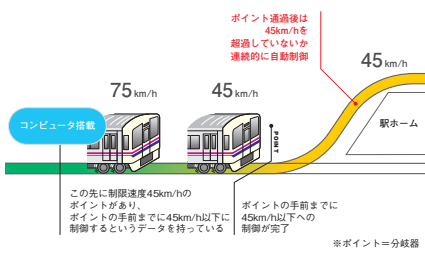 ポイント通過後は
45km/hを
超過していないか
連続的に自動制御
45km/h
75km/h
45km/h
コンピュータ搭載
POINT
駅ホーム
この先に制限速度45km/hの
ポイントがあり、
ポイントの手前までに45km/h以下に
制御するというデータを持っている
ポイントの手前までに
45km/h以下への
制御が完了
※ポイント＝分岐器